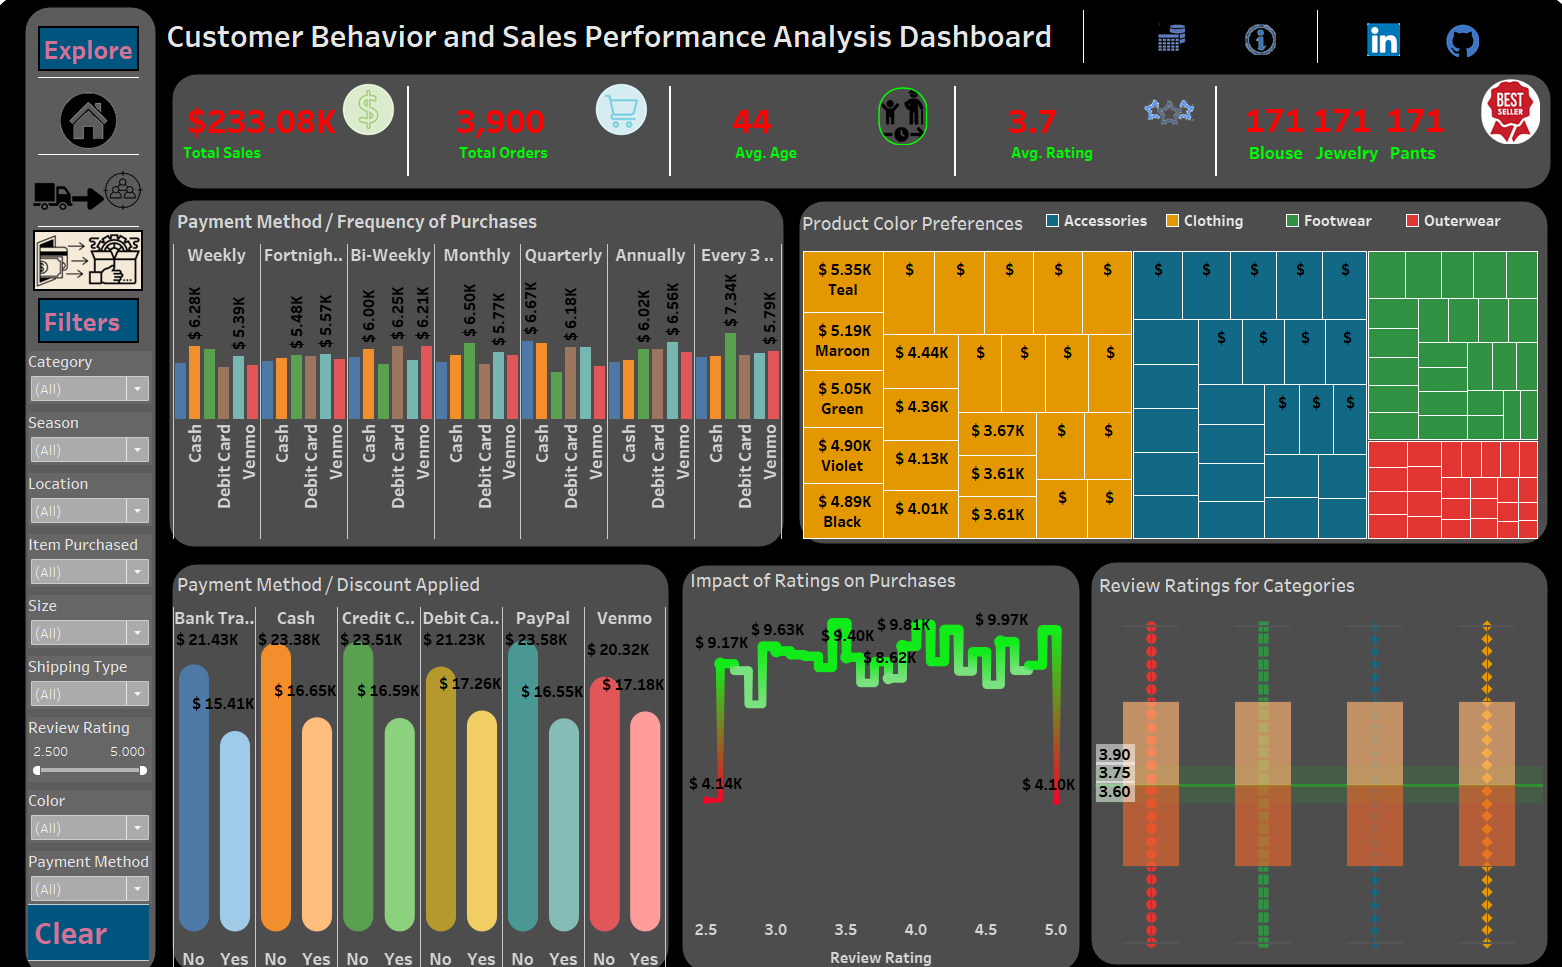 Explore
Customer Behavior and Sales Performance Analysis Dashboard
in
$233.08K
Total Sales
3,900
Total Orders
44
Avg. Age
3.7
Avg. Rating
171 171 171
Blouse Jewelry Pants
BEST
SELLER
Filters
Category
(All)
Season
(All)
Location
(All)
Item Purchased
(All)
Size
(All)
Shipping Type
(All)
Review Rating
2.500 5.000
Color
(All)
Payment Method
(All)
Clear
Payment Method / Frequency of Purchases
Weekly Fortnigh.. Bi-Weekly Monthly Quarterly Annually Every 3 ..
$ 6.28K $ 5.39K $ 5.48K $ 5.57K $ 6.00K $ 6.25K $ 6.21K $ 6.50K $ 5.77K $ 6.67K $ 6.18K $ 6.02K $ 6.56K $ 7.34K $ 5.79K
Cash Debit Card Venmo Cash Debit Card Venmo Cash Debit Card Venmo Cash Debit Card Venmo Cash Debit Card Venmo Cash Debit Card Venmo Cash Debit Card Venmo
Product Color Preferences
Accessories Clothing Footwear Outerwear
$ 5.35K
Teal
$ 5.19K
Maroon
$ 5.05K
Green
$ 4.90K
Violet
$ 4.89K
Black
$ $ $ $ $
$ 4.44K
$ 4.36K
$ 4.13K
$ 4.01K
$ $ $ $
$ 3.67K
$ 3.61K
$ 3.61K
$ $
$ $
$ $ $ $ $
$ $ $ $
$ $ $
Payment Method / Discount Applied
Bank Tra.. Cash Credit C.. Debit Ca.. PayPal Venmo
$ 21.43K $ 23.38K $ 23.51K $ 21.23K $ 23.58K $ 20.32K
$ 15.41K $ 16.65K $ 16.59K $ 17.26K $ 16.55K $ 17.18K
No Yes No Yes No Yes No Yes No Yes No Yes
Impact of Ratings on Purchases
$ 9.17K $ 9.63K $ 9.40K $ 9.81K $ 8.62K $ 9.97K
$ 4.14K $ 4.10K
2.5 3.0 3.5 4.0 4.5 5.0
Review Rating
Review Ratings for Categories
3.90
3.75
3.60